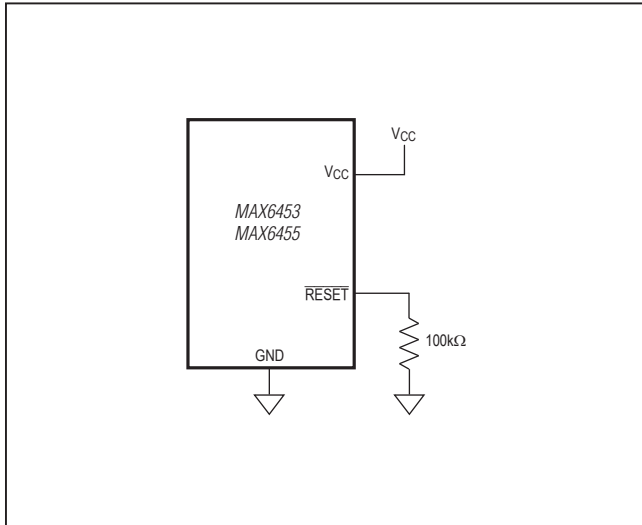 VCC
VCC
MAX6453
MAX6455
RESET
100kΩ
GND